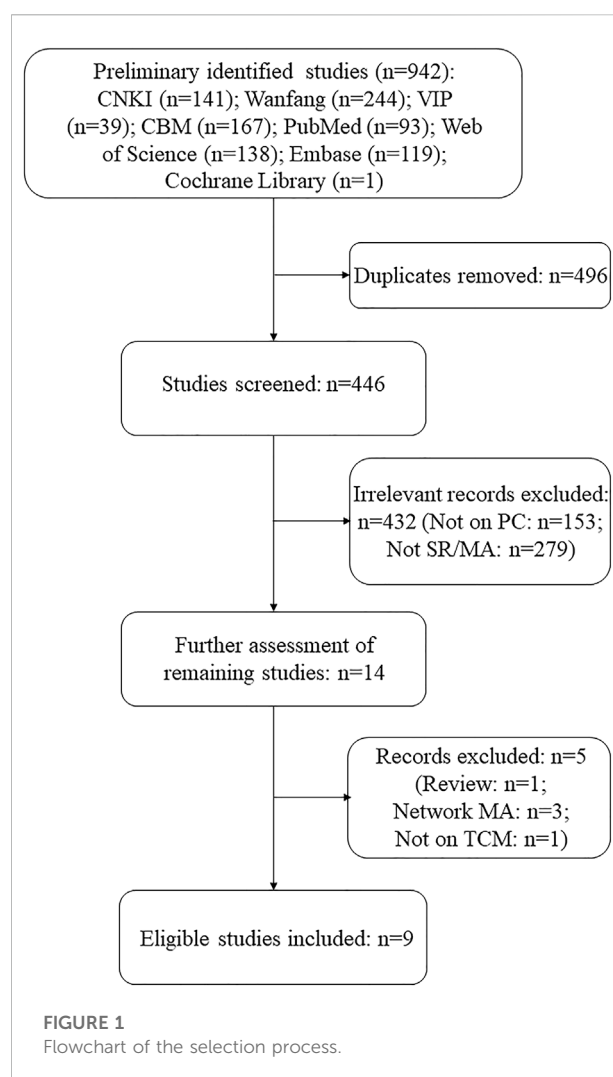 Preliminary identified studies (n=942):
CNKI (n=141); Wanfang (n=244); VIP
(n=39); CBM (n=167); PubMed (n=93); Web
of Science (n=138); Embase (n=119);
Cochrane Library (n=1)
Duplicates removed: n=496
Studies screened: n=446
Irrelevant records excluded:
n=432 (Not on PC: n=153;
Not SR/MA: n=279)
Further assessment of
remaining studies: n=14
Records excluded: n=5
(Review: n=1;
Network MA: n=3;
Not on TCM: n=1)
Eligible studies included: n=9
FIGURE 1
Flowchart of the selection process.